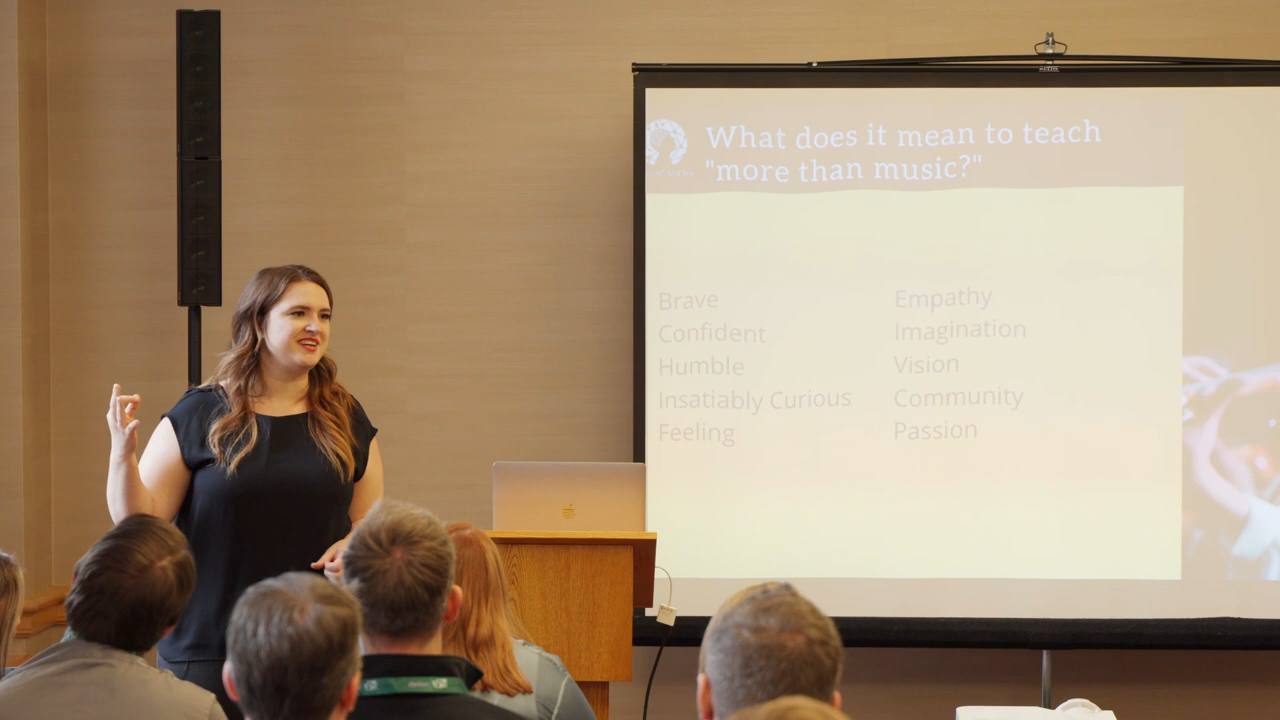 What does it mean to teach
"more than music?"
Brave
Confident
Humble
Insatiably Curious
Feeling
Empathy
Imagination
Vision
Community
Passion